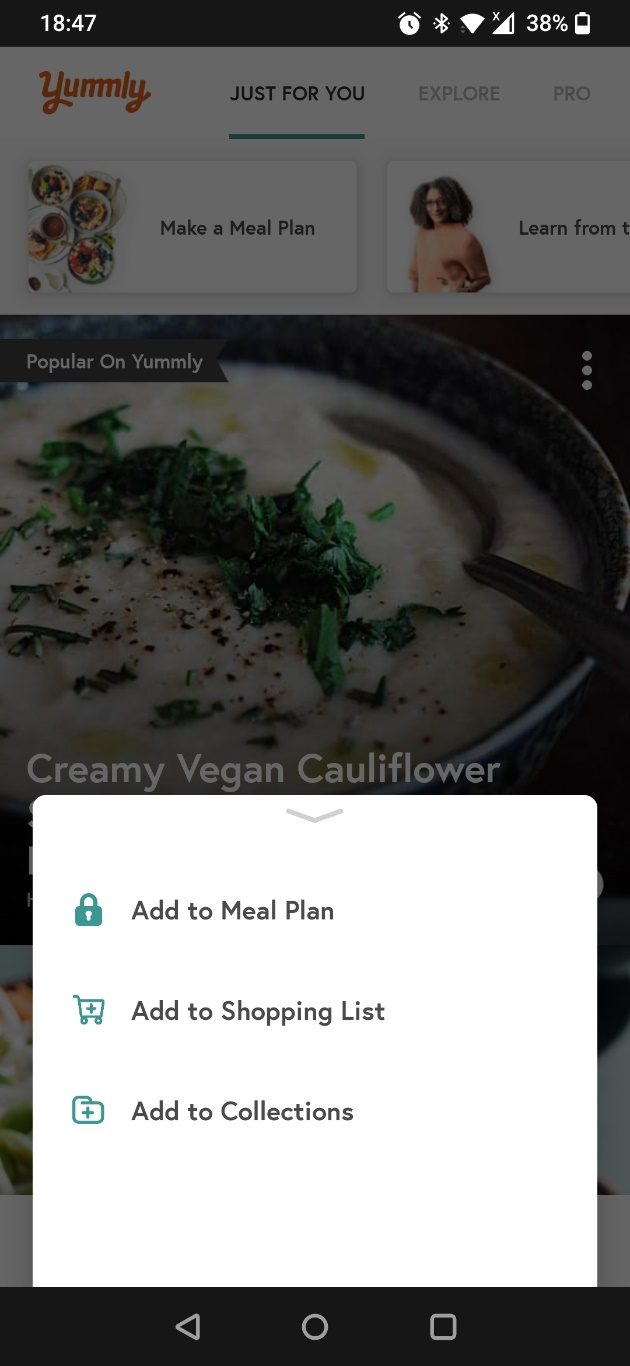 18:47
38%
Yummly
JUST FOR YOU
EXPLORE
PRO
Make a Meal Plan
Learn from t
Popular On Yummly
Creamy Vegan Cauliflower
Add to Meal Plan
Add to Shopping List
Add to Collections